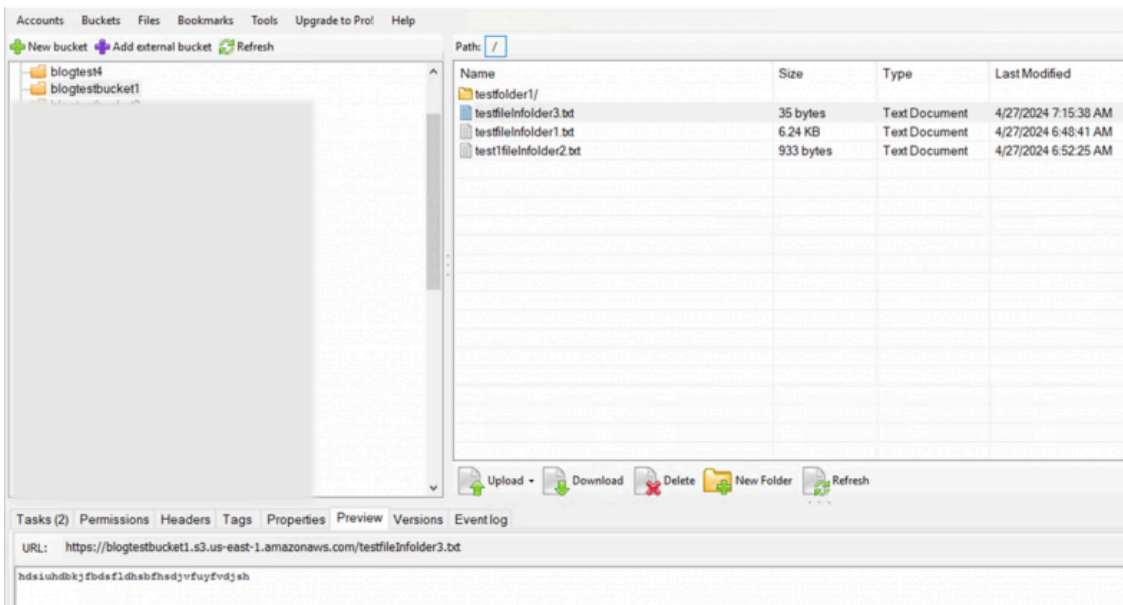 Accounts Buckets Files Bookmarks Tools Upgrade to Pro! Help
New bucket Add external bucket Refresh
Path: /
blogtest4
blogtestbucket1
Name Size Type Last Modified
testfolder1/
testfileInfolder3.txt 35 bytes Text Document 4/27/2024 7:15:38 AM
testfileInfolder1.txt 6.24 KB Text Document 4/27/2024 6:48:41 AM
test1fileInfolder2.txt 933 bytes Text Document 4/27/2024 6:52:25 AM
Upload Download Delete New Folder Refresh
Tasks (2) Permissions Headers Tags Properties Preview Versions Eventlog
URL: https://blogtestbucket1.s3.us-east-1.amazonaws.com/testfileInfolder3.txt
hdsiuhdbkjfbdsfldhsbfhsdjvfuyfvdjsh